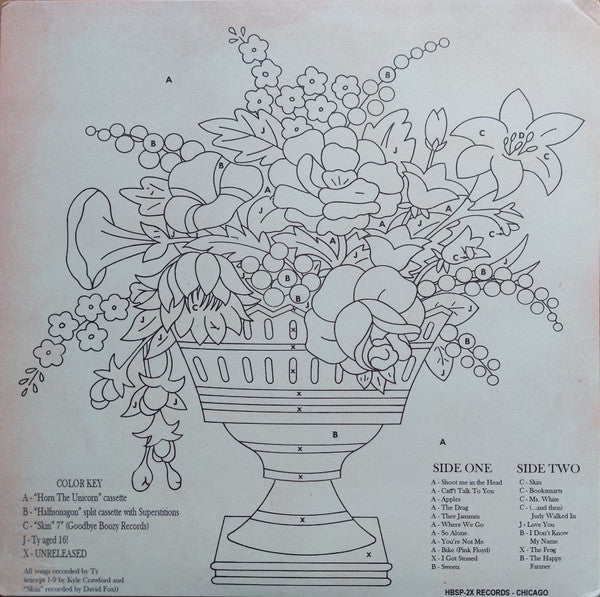 COLOR KEY
A - "Horn The Unicorn" cassette
B - "Halfnonagon" split cassette with Superstitions
C - "Skin" 7" (Goodbye Boozy Records)
J - Ty aged 16!
X - UNRELEASED
All songs recorded by Ty
(except 1-9 by Kyle Crawford and
"Skin" recorded by David Fox)
SIDE ONE
A - Shoot me in the Head
A - Can't Talk To You
A - Apples
A - The Drag
A - Thee Jammm
A - Where We Go
A - So Alone
A - You're Not Me
A - Bike (Pink Floyd)
X - I Got Stoned
B - Sweets
SIDE TWO
C - Skin
C - Booksmarts
C - Ms. White
C - (...and then)
Judy Walked In
J - Love You
B - I Don't Know
My Name
X - The Frog
B - The Happy
Farmer
HBSP-2X RECORDS - CHICAGO